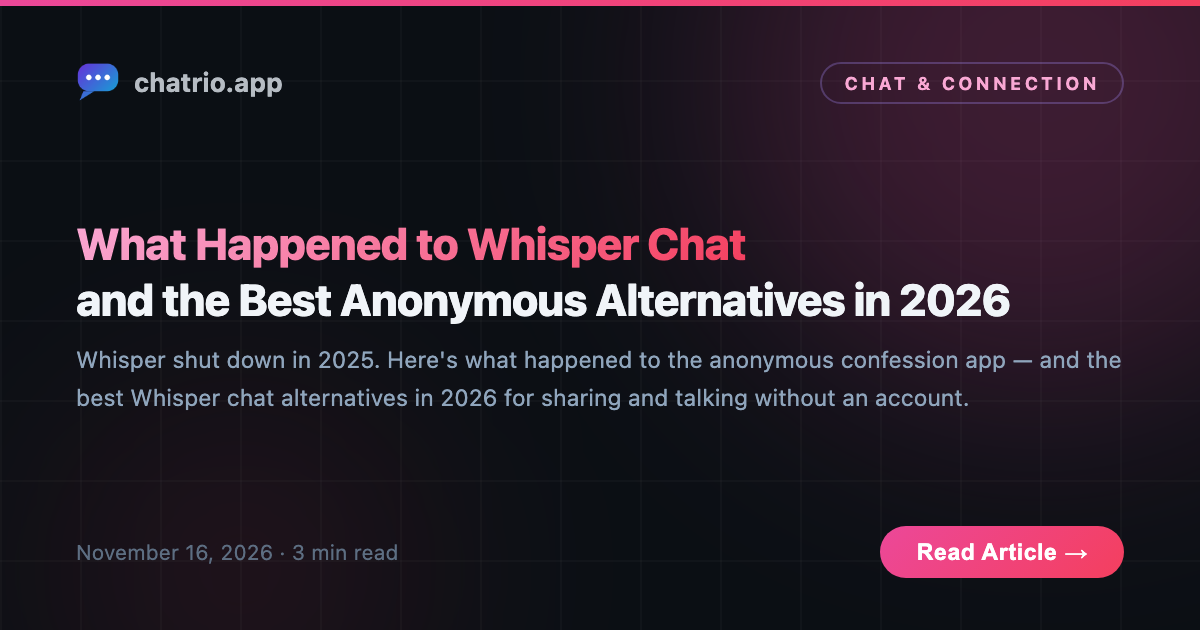 chatrio.app
CHAT & CONNECTION
What Happened to Whisper Chat
and the Best Anonymous Alternatives in 2026
Whisper shut down in 2025. Here's what happened to the anonymous confession app — and the
best Whisper chat alternatives in 2026 for sharing and talking without an account.
November 16, 2026 · 3 min read
Read Article →